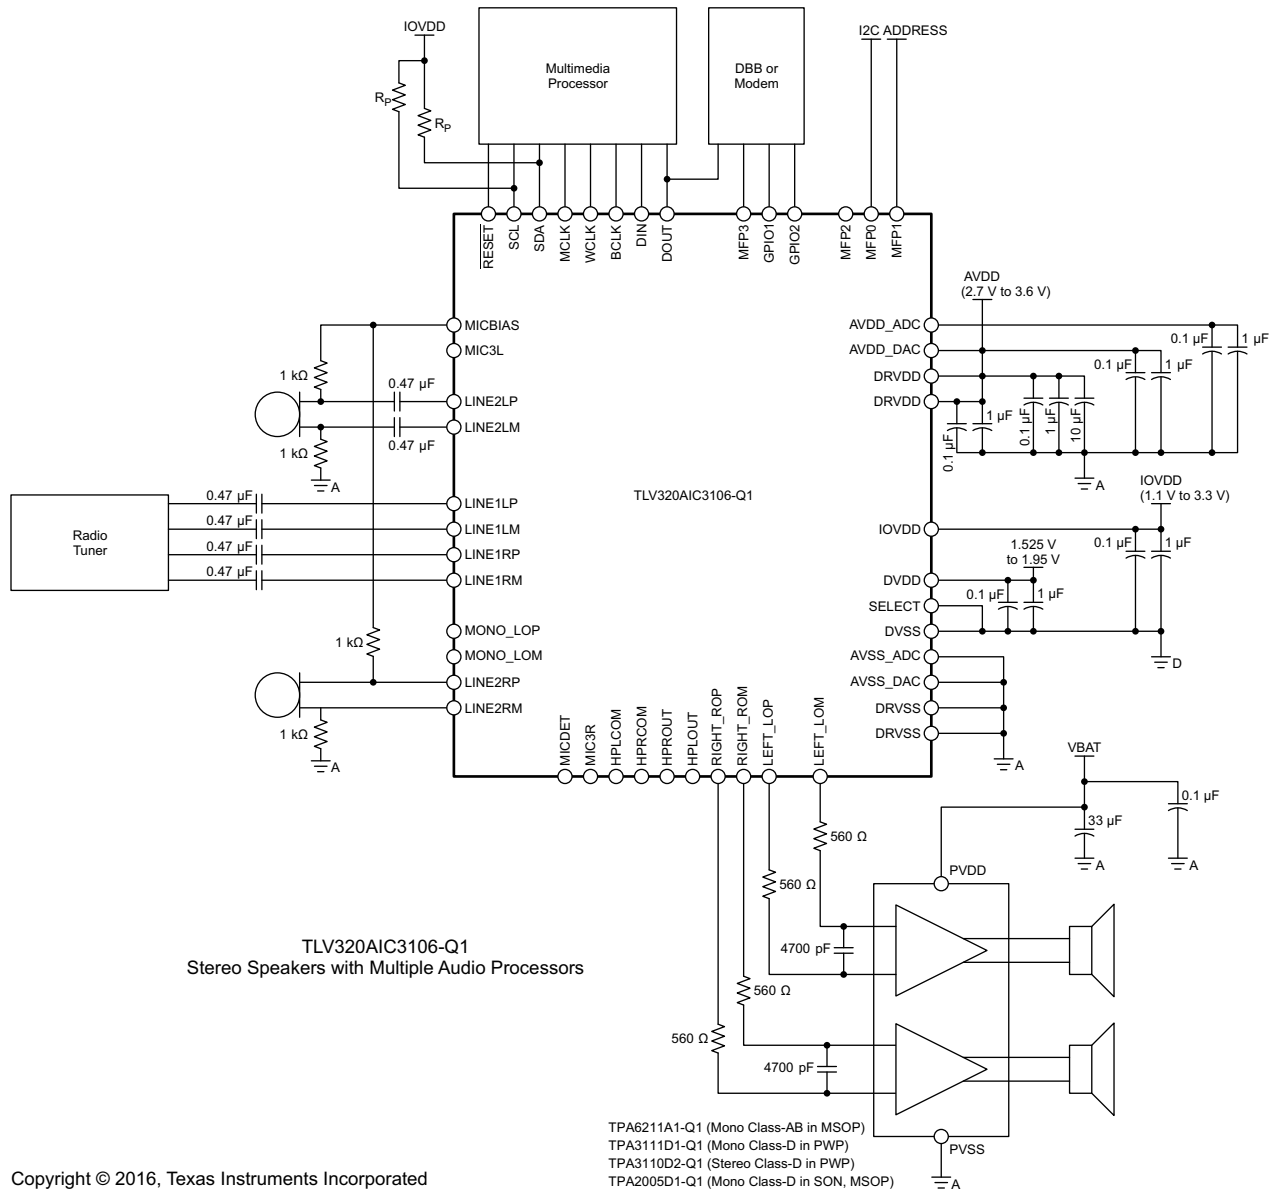 IOVDD
I2C ADDRESS
Multimedia
Processor
DBB or
Modem
RP
RP
RESET
SCL
SDA
MCLK
WCLK
BCLK
DIN
DOUT
MFP3
GPIO1
GPIO2
MFP2
MFP0
MFP1
AVDD
(2.7 V to 3.6 V)
MICBIAS
MIC3L
1 kΩ
0.47 µF
LINE2LP
LINE2LM
0.47 µF
1 kΩ
A
AVDD_ADC
AVDD_DAC
DRVDD
DRVDD
0.1 µF
1 µF
0.1 µF
1 µF
0.1 µF
1 µF
0.1 µF
1 µF
10 µF
A
Radio
Tuner
0.47 µF
0.47 µF
0.47 µF
0.47 µF
LINE1LP
LINE1LM
LINE1RP
LINE1RM
TLV320AIC3106-Q1
IOVDD
(1.1 V to 3.3 V)
IOVDD
0.1 µF
1 µF
1.525 V
to 1.95 V
DVDD
0.1 µF
1 µF
SELECT
DVSS
D
MONO_LOP
MONO_LOM
1 kΩ
LINE2RP
LINE2RM
1 kΩ
A
AVSS_ADC
AVSS_DAC
DRVSS
DRVSS
A
MICDET
MIC3R
HPLCOM
HPRCOM
HPROUT
HPLOUT
RIGHT_ROP
RIGHT_ROM
LEFT_LOP
LEFT_LOM
VBAT
0.1 µF
33 µF
A
A
560 Ω
560 Ω
560 Ω
560 Ω
PVDD
4700 pF
4700 pF
PVSS
A
TLV320AIC3106-Q1
Stereo Speakers with Multiple Audio Processors
TPA6211A1-Q1 (Mono Class-AB in MSOP)
TPA3111D1-Q1 (Mono Class-D in PWP)
TPA3110D2-Q1 (Stereo Class-D in PWP)
TPA2005D1-Q1 (Mono Class-D in SON, MSOP)
Copyright © 2016, Texas Instruments Incorporated